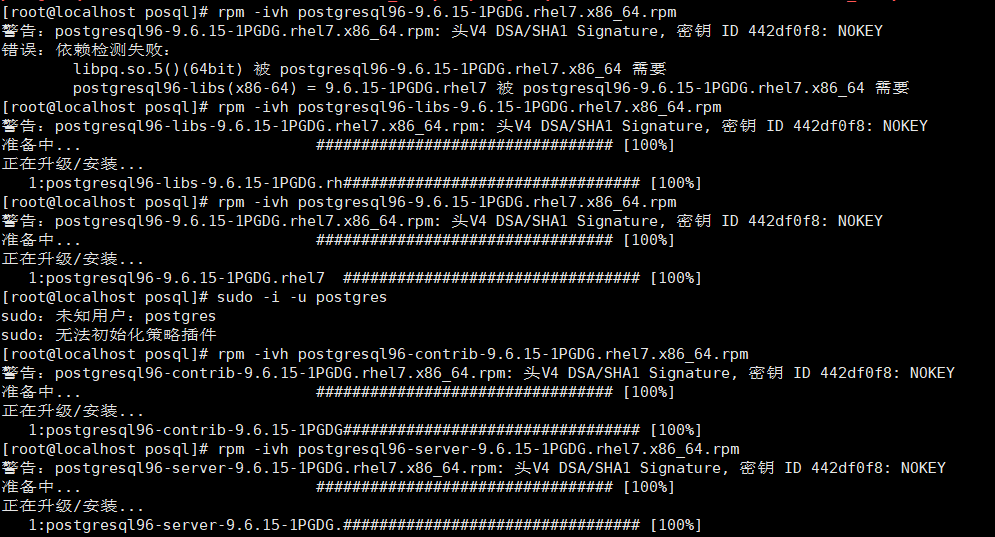 [root@localhost posql]# rpm -ivh postgresql96-9.6.15-1PGDG.rhel7.x86_64.rpm
警告：postgresql96-9.6.15-1PGDG.rhel7.x86_64.rpm: 头V4 DSA/SHA1 Signature, 密钥 ID 442df0f8: NOKEY
错误：依赖检测失败：
        libpq.so.5()(64bit) 被 postgresql96-9.6.15-1PGDG.rhel7.x86_64 需要
        postgresql96-libs(x86-64) = 9.6.15-1PGDG.rhel7 被 postgresql96-9.6.15-1PGDG.rhel7.x86_64 需要
[root@localhost posql]# rpm -ivh postgresql96-libs-9.6.15-1PGDG.rhel7.x86_64.rpm
警告：postgresql96-libs-9.6.15-1PGDG.rhel7.x86_64.rpm: 头V4 DSA/SHA1 Signature, 密钥 ID 442df0f8: NOKEY
准备中...                          ################################# [100%]
正在升级/安装...
   1:postgresql96-libs-9.6.15-1PGDG.rh################################# [100%]
[root@localhost posql]# rpm -ivh postgresql96-9.6.15-1PGDG.rhel7.x86_64.rpm
警告：postgresql96-9.6.15-1PGDG.rhel7.x86_64.rpm: 头V4 DSA/SHA1 Signature, 密钥 ID 442df0f8: NOKEY
准备中...                          ################################# [100%]
正在升级/安装...
   1:postgresql96-9.6.15-1PGDG.rhel7  ################################# [100%]
[root@localhost posql]# sudo -i -u postgres
sudo：未知用户：postgres
sudo：无法初始化策略插件
[root@localhost posql]# rpm -ivh postgresql96-contrib-9.6.15-1PGDG.rhel7.x86_64.rpm
警告：postgresql96-contrib-9.6.15-1PGDG.rhel7.x86_64.rpm: 头V4 DSA/SHA1 Signature, 密钥 ID 442df0f8: NOKEY
准备中...                          ################################# [100%]
正在升级/安装...
   1:postgresql96-contrib-9.6.15-1PGDG################################# [100%]
[root@localhost posql]# rpm -ivh postgresql96-server-9.6.15-1PGDG.rhel7.x86_64.rpm
警告：postgresql96-server-9.6.15-1PGDG.rhel7.x86_64.rpm: 头V4 DSA/SHA1 Signature, 密钥 ID 442df0f8: NOKEY
准备中...                          ################################# [100%]
正在升级/安装...
   1:postgresql96-server-9.6.15-1PGDG.################################# [100%]